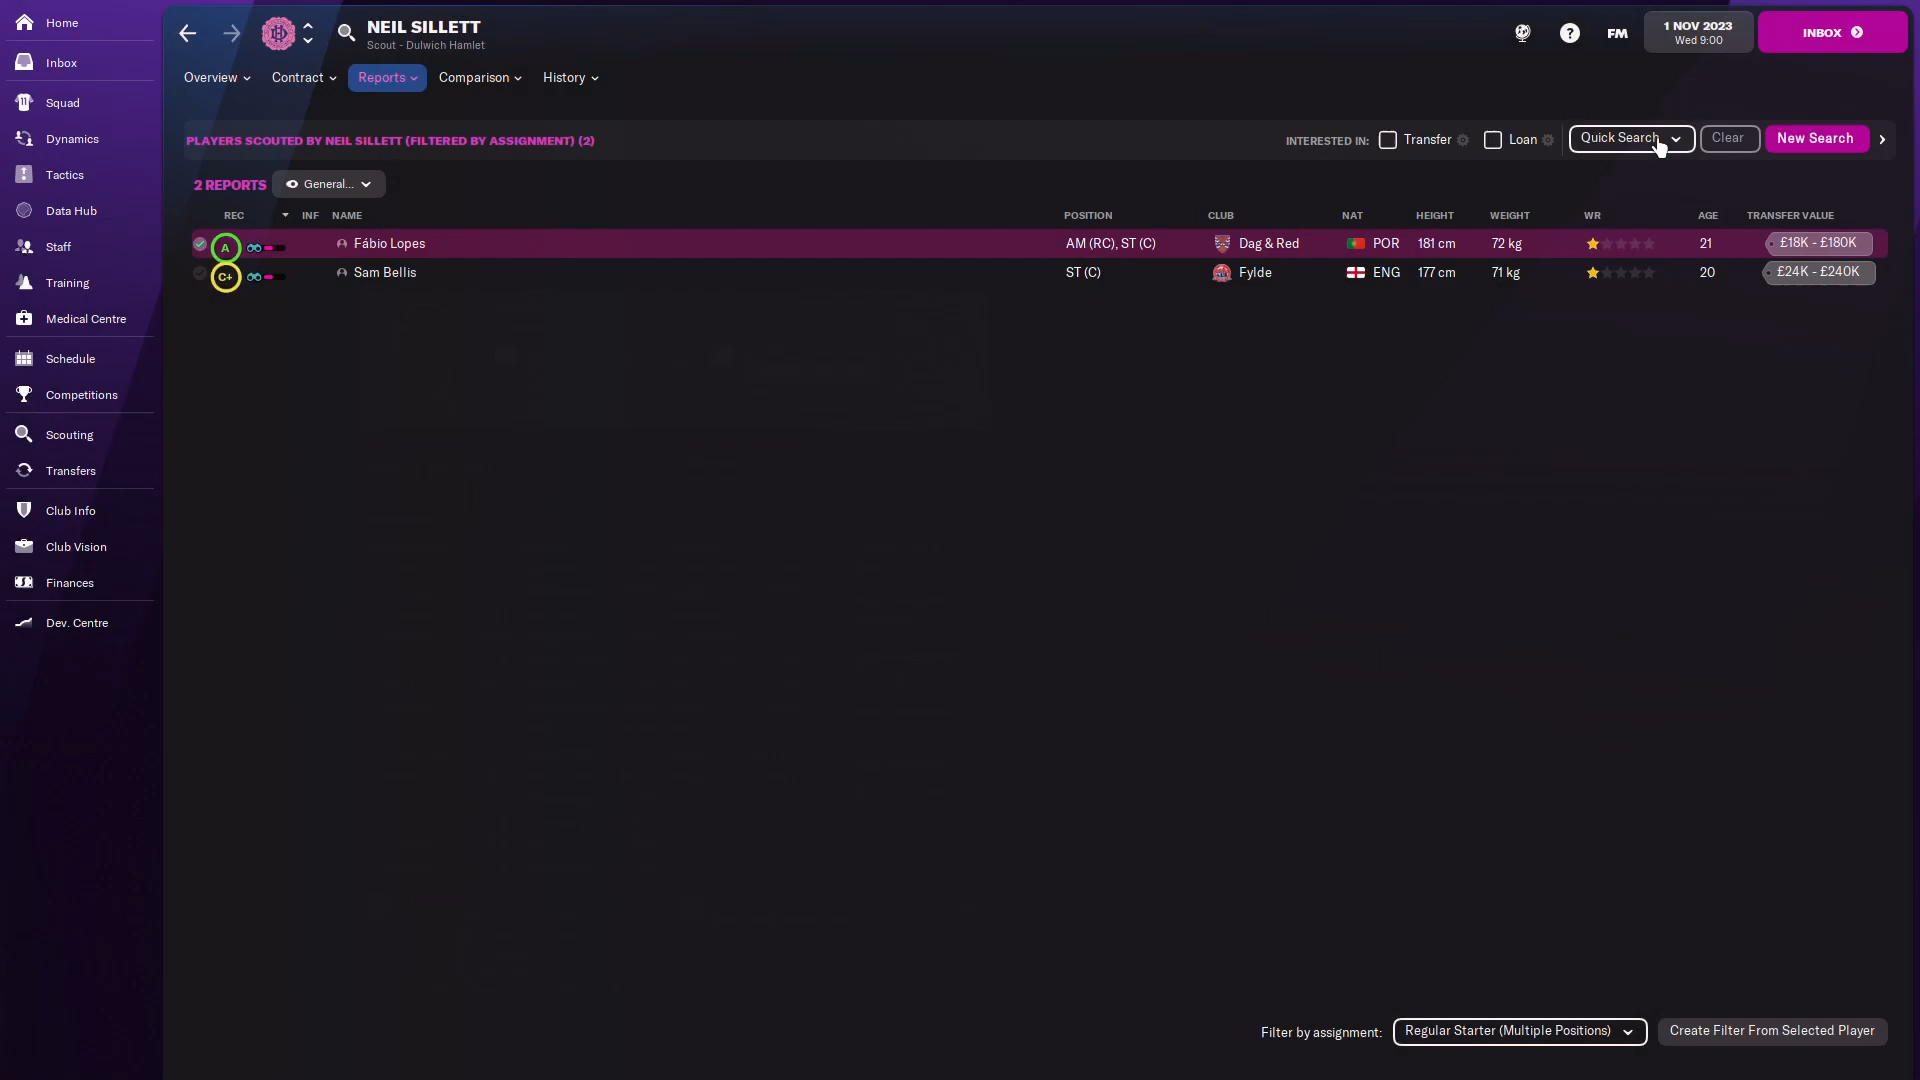 Home
NEIL SILLETT
Scout - Dulwich Hamlet
FM
1 NOV 2023
Wed 9:00
INBOX
Inbox
Overview
Contract
Reports
Comparison
History
Squad
Dynamics
Tactics
Data Hub
Staff
Training
Medical Centre
Schedule
Competitions
Scouting
Transfers
Club Info
Club Vision
Finances
Dev. Centre
PLAYERS SCOUTED BY NEIL SILLETT (FILTERED BY ASSIGNMENT) (2)
INTERESTED IN: Transfer Loan Quick Search Clear New Search
2 REPORTS General...
REC INF NAME POSITION CLUB NAT HEIGHT WEIGHT WR AGE TRANSFER VALUE
A Fábio Lopes AM (RC), ST (C) Dag & Red POR 181 cm 72 kg 21 £18K - £180K
C+ Sam Bellis ST (C) Fylde ENG 177 cm 71 kg 20 £24K - £240K
Filter by assignment: Regular Starter (Multiple Positions) Create Filter From Selected Player